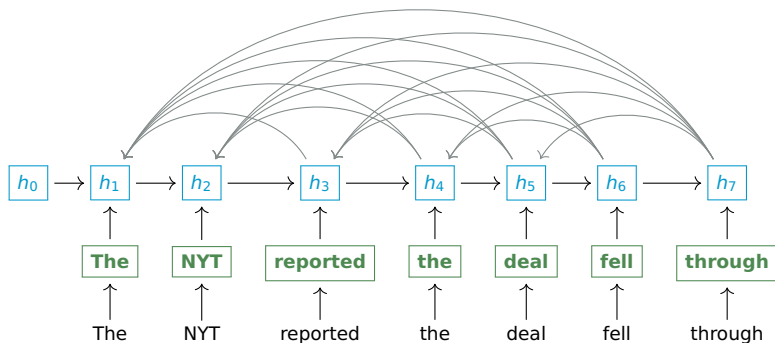 h0 h1 h2 h3 h4 h5 h6 h7
The NYT reported the deal fell through
The NYT reported the deal fell through